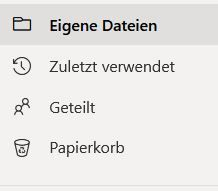 Eigene Dateien
Zuletzt verwendet
Geteilt
Papierkorb